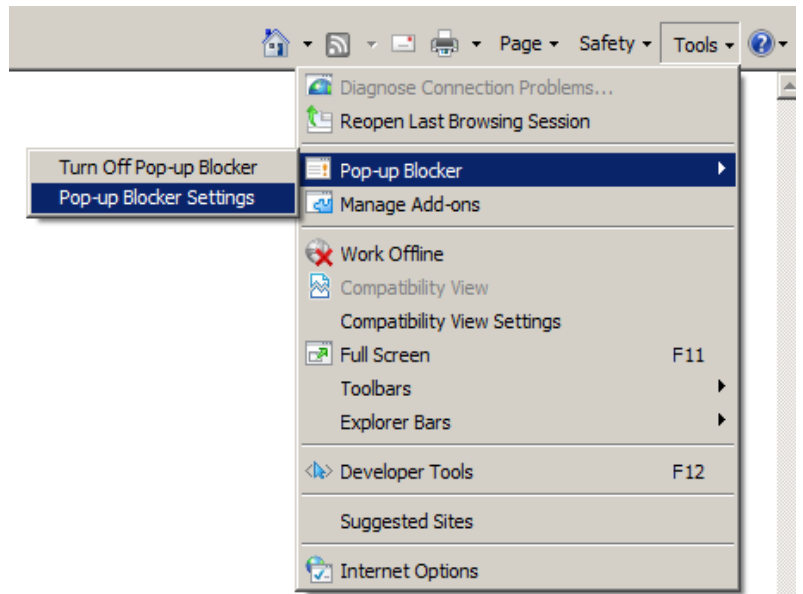 Page Safety Tools
Diagnose Connection Problems...
Reopen Last Browsing Session
Turn Off Pop-up Blocker
Pop-up Blocker Settings
Pop-up Blocker
Manage Add-ons
Work Offline
Compatibility View
Compatibility View Settings
Full Screen F11
Toolbars
Explorer Bars
Developer Tools F12
Suggested Sites
Internet Options